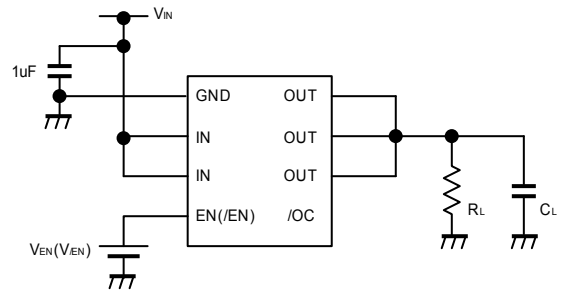 VIN
1uF
GND OUT
IN OUT
IN OUT
EN(/EN) /OC
VEN(V/EN)
RL
CL